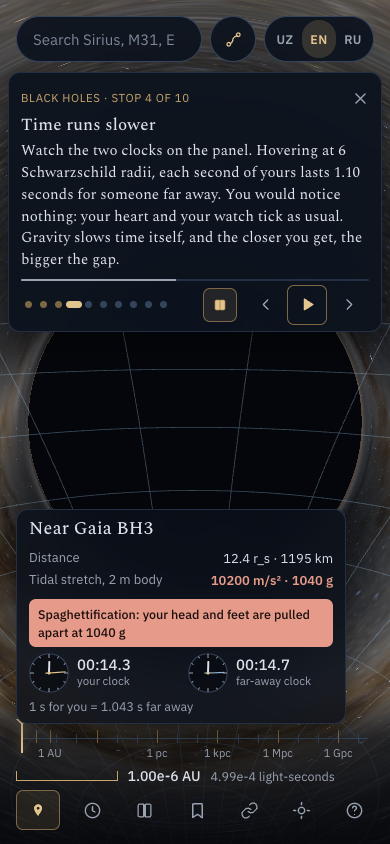 Search Sirius, M31, E
UZ EN RU
BLACK HOLES · STOP 4 OF 10
Time runs slower
Watch the two clocks on the panel. Hovering at 6
Schwarzschild radii, each second of yours lasts 1.10
seconds for someone far away. You would notice
nothing: your heart and your watch tick as usual.
Gravity slows time itself, and the closer you get, the
bigger the gap.
Near Gaia BH3
Distance 12.4 r_s · 1195 km
Tidal stretch, 2 m body 10200 m/s² · 1040 g
Spaghettification: your head and feet are pulled
apart at 1040 g
00:14.3 00:14.7
your clock far-away clock
1 s for you = 1.043 s far away
1 AU 1 pc 1 kpc 1 Mpc 1 Gpc
1.00e-6 AU 4.99e-4 light-seconds